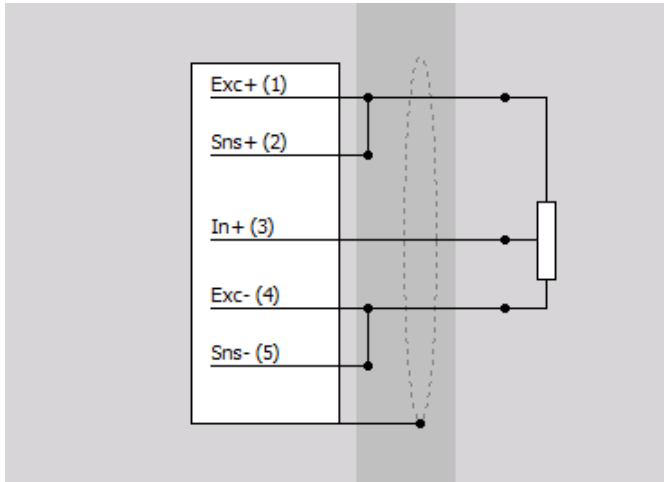 Exc+ (1)
Sns+ (2)
In+ (3)
Exc- (4)
Sns- (5)